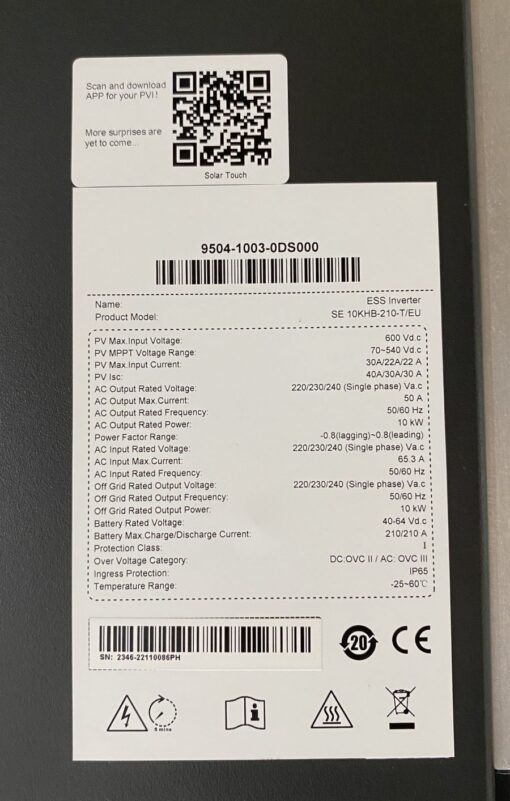 Scan and download
APP for your PVI !
More surprises are
yet to come...
Solar Touch
9504-1003-0DS000
Name: ESS Inverter
Product Model: SE 10KHB-210-T/EU
PV Max.Input Voltage: 600 Vd.c
PV MPPT Voltage Range: 70~540 Vd.c
PV Max.Input Current: 30A/22A/22 A
PV Isc: 40A/30A/30 A
AC Output Rated Voltage: 220/230/240 (Single phase) Va.c
AC Output Max.Current: 50 A
AC Output Rated Frequency: 50/60 Hz
AC Output Rated Power: 10 kW
Power Factor Range: -0.8(lagging)~0.8(leading)
AC Input Rated Voltage: 220/230/240 (Single phase) Va.c
AC Input Max.Current: 65.3 A
AC Input Rated Frequency: 50/60 Hz
Off Grid Rated Output Voltage: 220/230/240 (Single phase) Va.c
Off Grid Rated Output Frequency: 50/60 Hz
Off Grid Rated Output Power: 10 kW
Battery Rated Voltage: 40-64 Vd.c
Battery Max.Charge/Discharge Current: 210/210 A
Protection Class: I
Over Voltage Category: DC:OVC II / AC: OVC III
Ingress Protection: IP65
Temperature Range: -25~60℃
SN: 2346-22110086PH
20
CE
5 mins